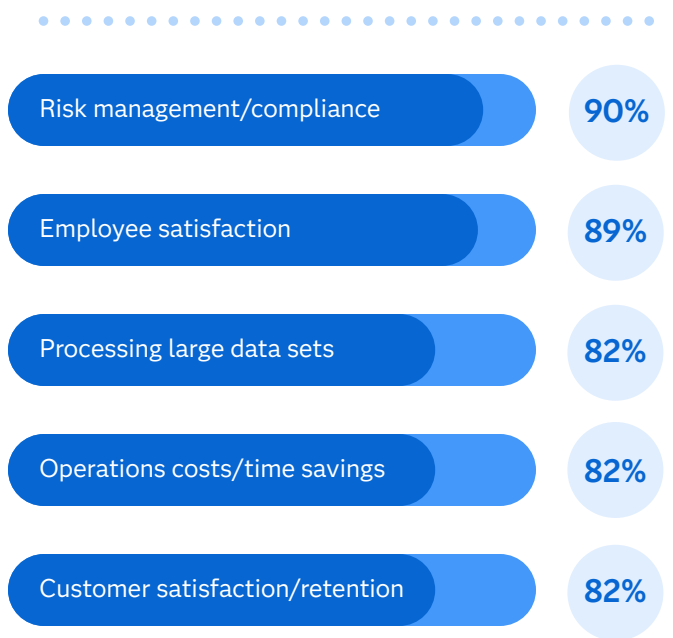 Risk management/compliance 90%
Employee satisfaction 89%
Processing large data sets 82%
Operations costs/time savings 82%
Customer satisfaction/retention 82%